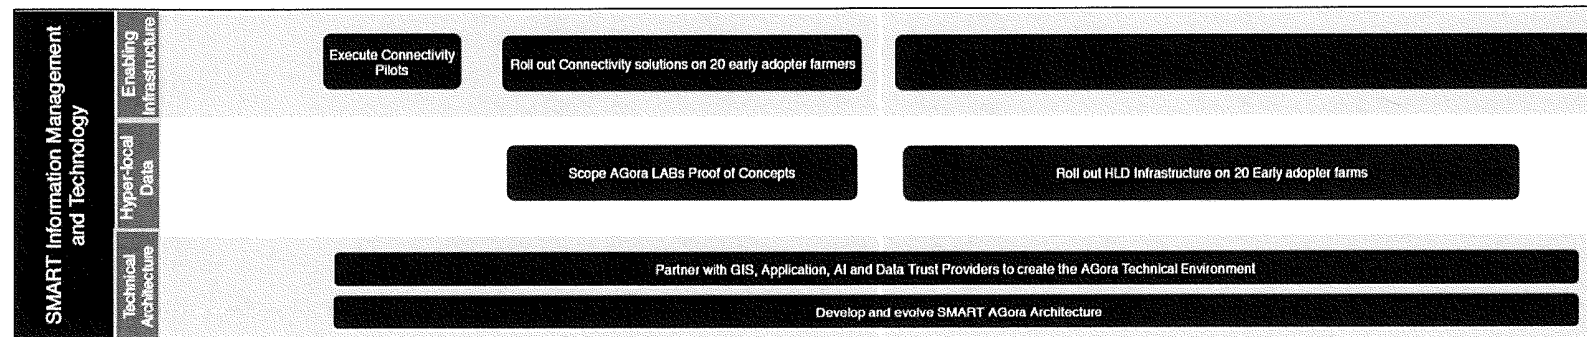 SMART Information Management
and Technology
Enabling
Infrastructure
Execute Connectivity
Pilots
Roll out Connectivity solutions on 20 early adopter farmers
Hyper-local
Data
Scope AGora LABs Proof of Concepts
Roll out HLD Infrastructure on 20 Early adopter farms
Technical
Architecture
Partner with GIS, Application, AI and Data Trust Providers to create the AGora Technical Environment
Develop and evolve SMART AGora Architecture